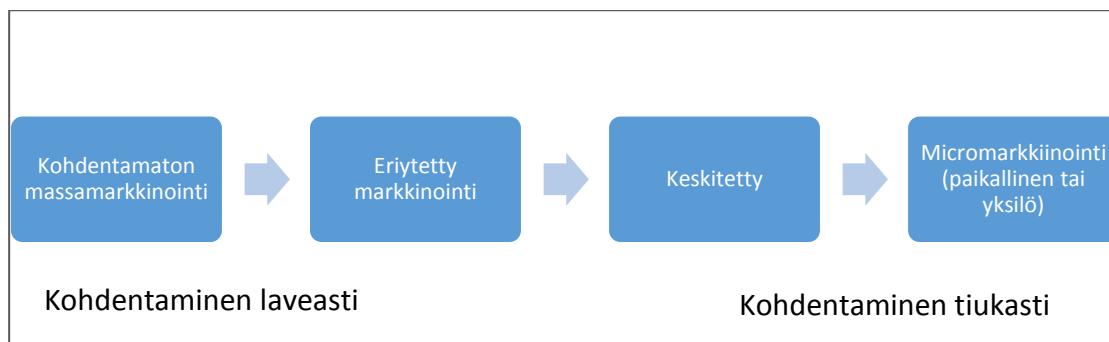 Kohdentamaton
massamarkkinointi
Eriytetty
markkinointi
Keskitetty
Micromarkkiinointi
(paikallinen tai
yksilö)
Kohdentaminen laveasti
Kohdentaminen tiukasti